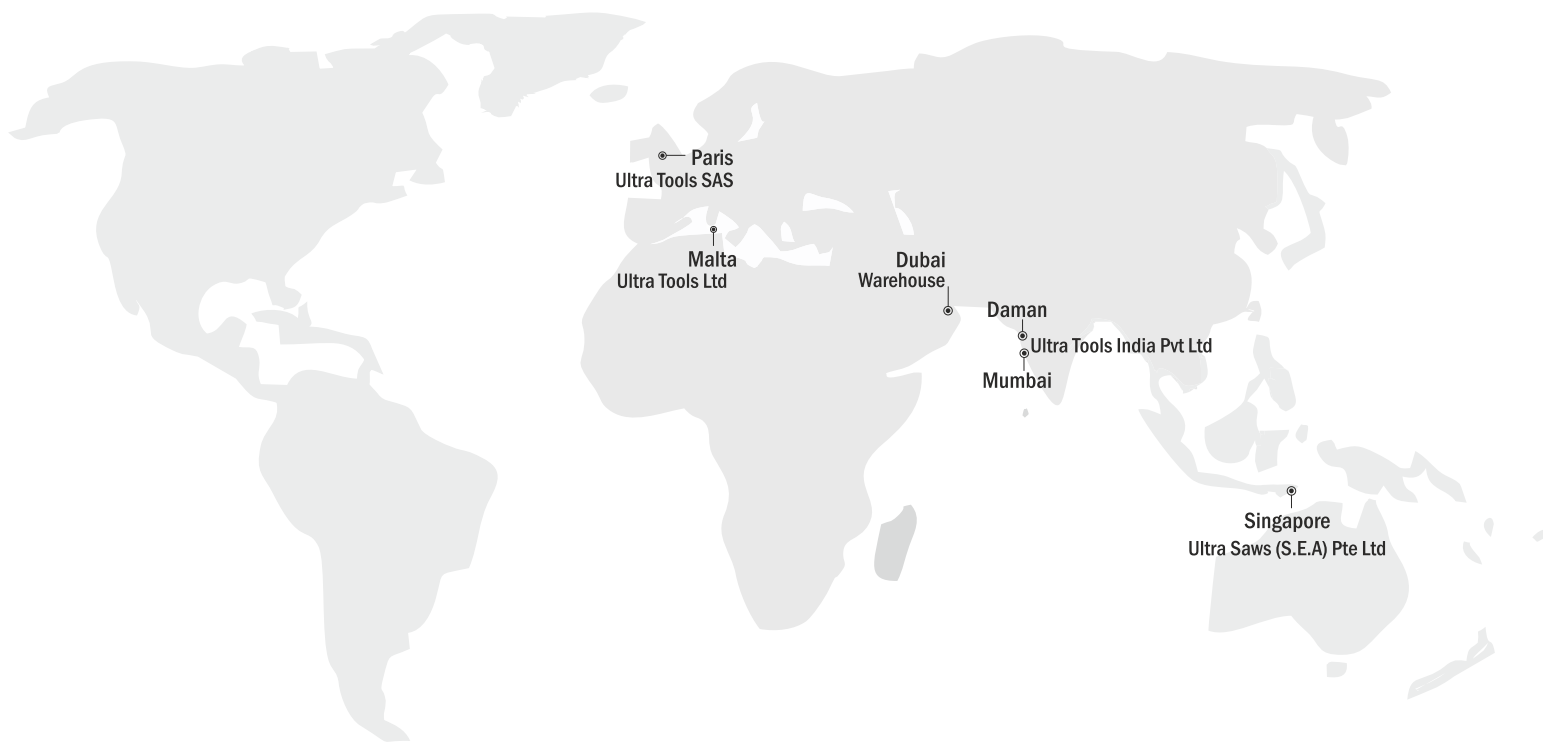 Paris
Ultra Tools SAS
Malta
Ultra Tools Ltd
Dubai
Warehouse
Daman
Ultra Tools India Pvt Ltd
Mumbai
Singapore
Ultra Saws (S.E.A) Pte Ltd